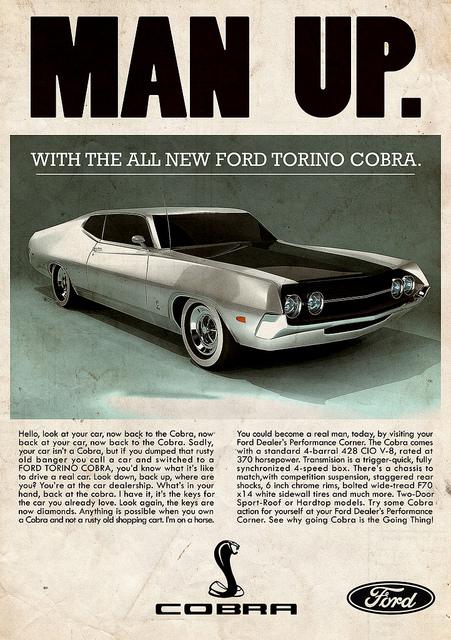 MAN UP.
WITH THE ALL NEW FORD TORINO COBRA.
Hello, look at your car, now back to the Cobra, now
back at your car, now back to the Cobra. Sadly,
your car isn't a Cobra, but if you dumped that rusty
old banger you call a car and switched to a
FORD TORINO COBRA, you'd know what it's like
to drive a real car. Look down, back up, where are
you? You're at the car dealership. What's in your
hand, back at the cobra. I have it, it's the keys for
the car you already love. Look again, the keys are
now diamonds. Anything is possible when you own
a Cobra and not a rusty old shopping cart. I'm on a horse.
You could become a real man, today, by visiting your
Ford Dealer's Performance Corner. The Cobra comes
with a standard 4-barrel 428 CIO V-8, rated at
370 horsepower. Transmision is a trigger-quick, fully
synchronized 4-speed box. There's a chassis to
match,with competition suspension, staggered rear
shocks, 6 inch chrome rims, bolted wide-tread F70
x14 white sidewall tires and much more. Two-Door
Sport-Roof or Hardtop models. Try some Cobra
action for yourself at your Ford Dealer's Performance
Corner. See why going Cobra is the Going Thing!
COBRA
Ford